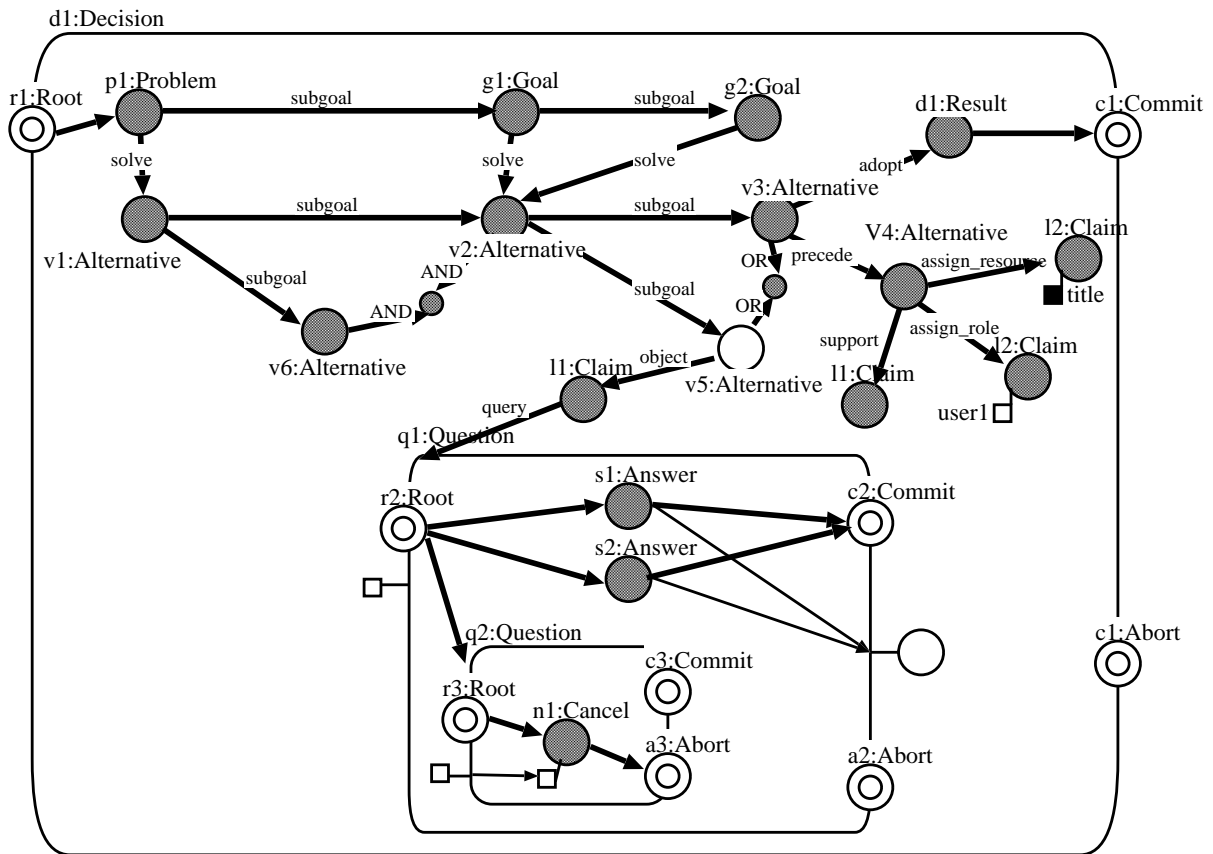 d1:Decision
p1:Problem
g1:Goal
g2:Goal
r1:Root
subgoal
subgoal
d1:Result
c1:Commit
solve
solve
solve
adopt
v3:Alternative
subgoal
subgoal
v1:Alternative
v2:Alternative
V4:Alternative
l2:Claim
subgoal
AND
subgoal
OR
precede
assign_resource
AND
OR
title
v6:Alternative
object
support
assign_role
l2:Claim
l1:Claim
v5:Alternative
l1:Claim
query
user1
q1:Question
s1:Answer
r2:Root
c2:Commit
s2:Answer
q2:Question
c3:Commit
c1:Abort
r3:Root
n1:Cancel
a3:Abort
a2:Abort